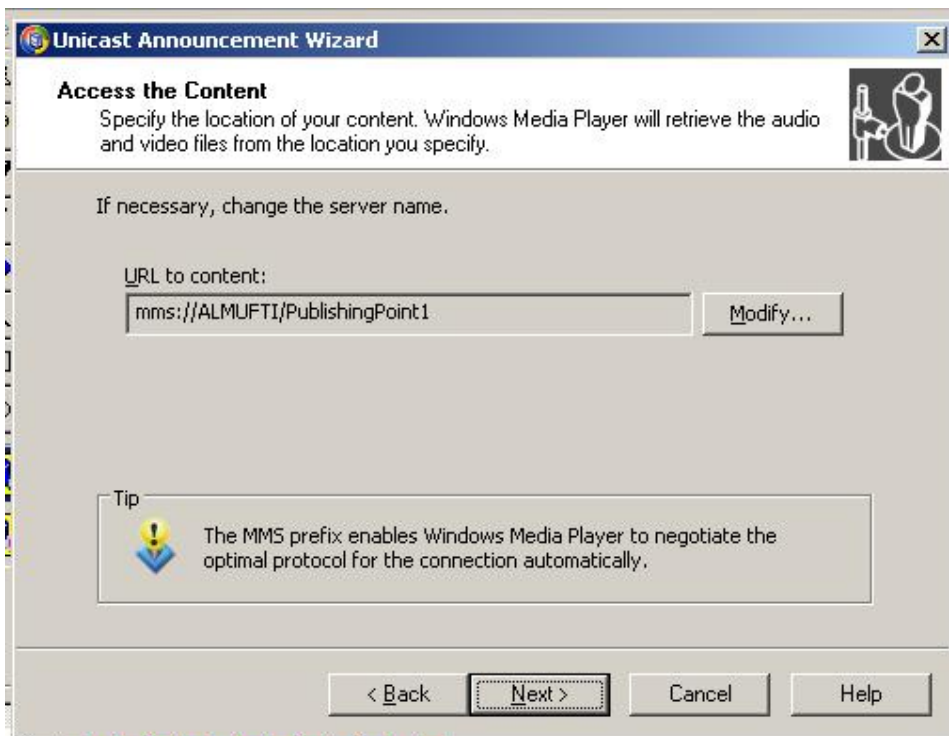 Unicast Announcement Wizard
Access the Content
Specify the location of your content. Windows Media Player will retrieve the audio
and video files from the location you specify.
If necessary, change the server name.
URL to content:
mms://ALMUFTI/PublishingPoint1
Modify...
Tip
The MMS prefix enables Windows Media Player to negotiate the
optimal protocol for the connection automatically.
< Back
Next >
Cancel
Help